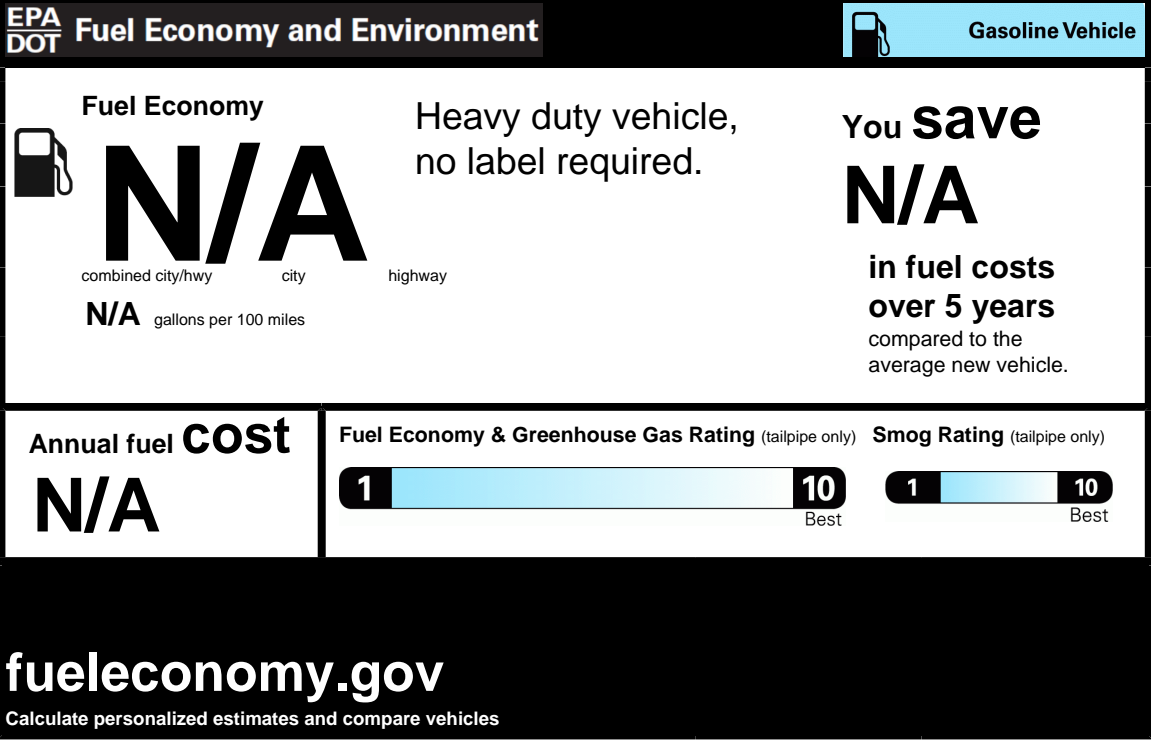 EPA
DOT
Fuel Economy and Environment
Gasoline Vehicle
Fuel Economy
N/A
combined city/hwy city highway
N/A gallons per 100 miles
Heavy duty vehicle,
no label required.
You save
N/A
in fuel costs
over 5 years
compared to the
average new vehicle.
Annual fuel cost
N/A
Fuel Economy & Greenhouse Gas Rating (tailpipe only)
1 10
Best
Smog Rating (tailpipe only)
1 10
Best
fueleconomy.gov
Calculate personalized estimates and compare vehicles